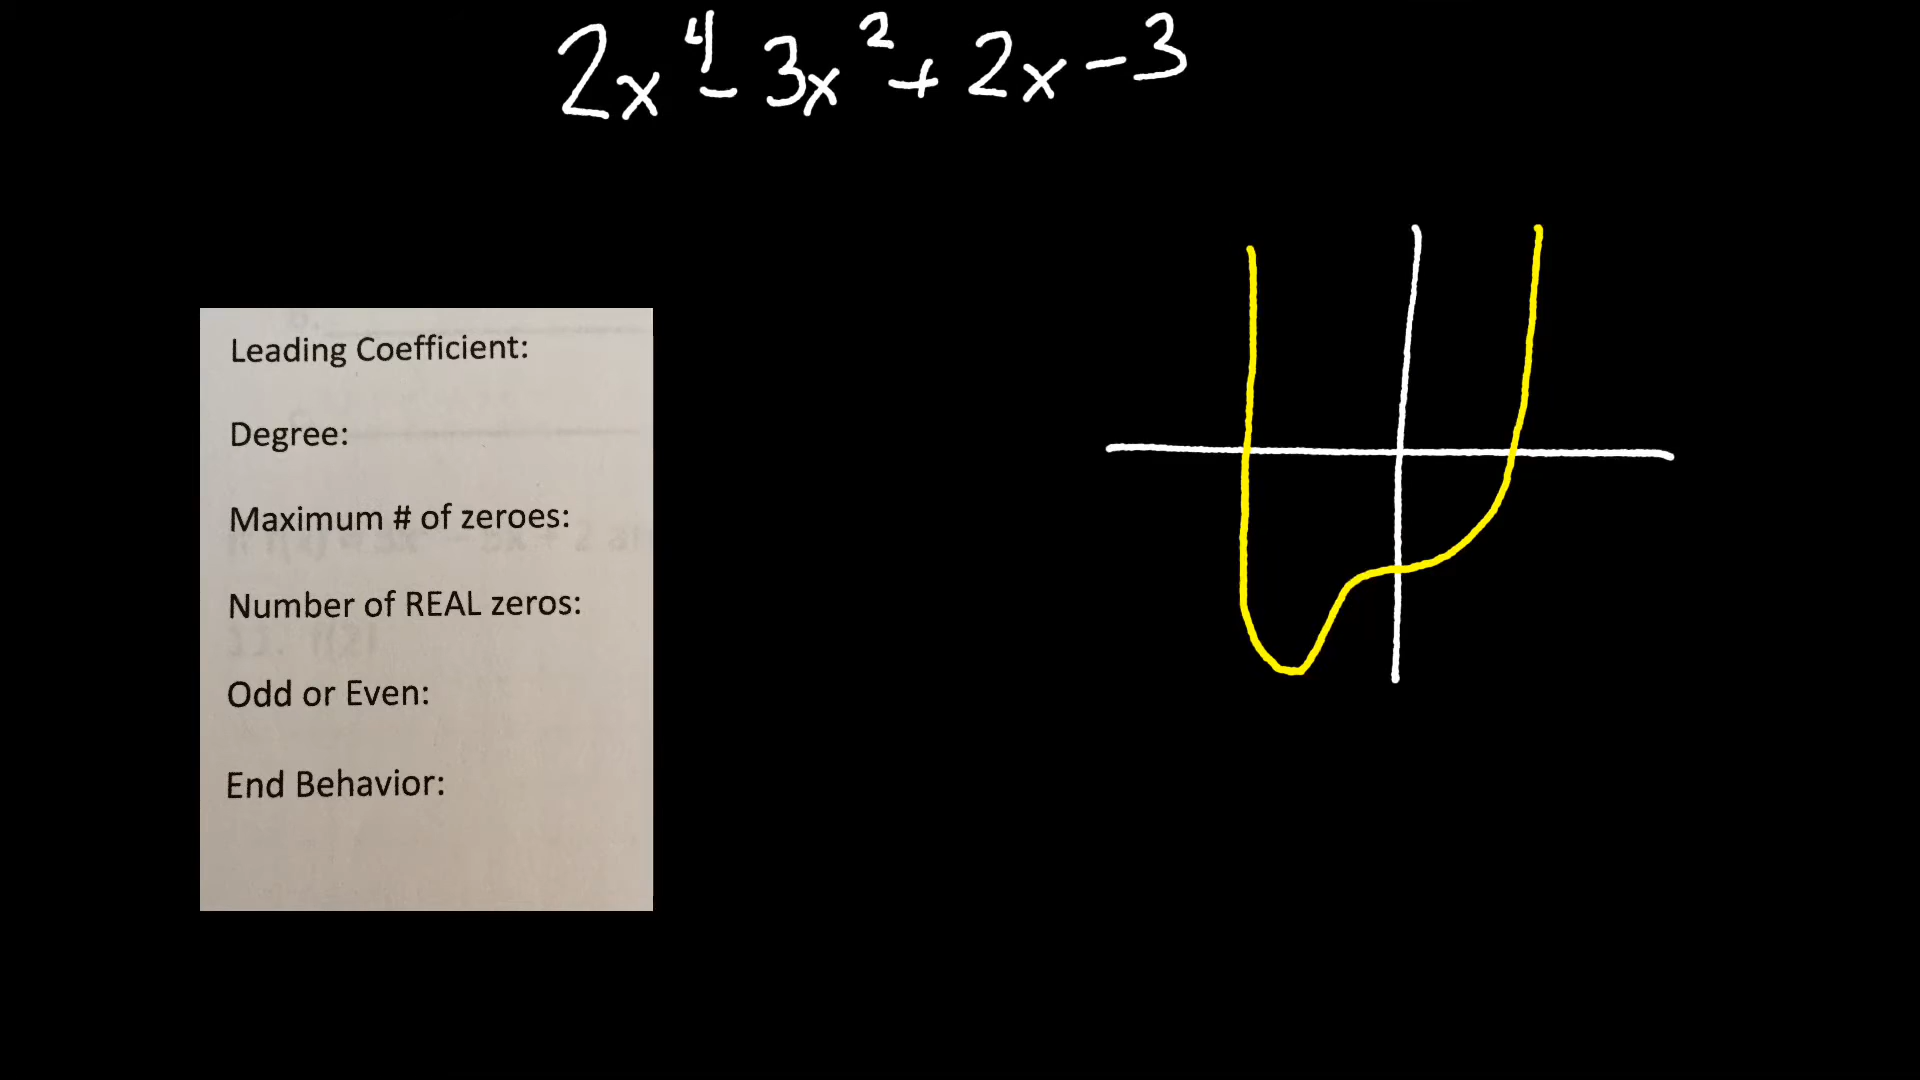 2x⁴ - 3x² + 2x - 3
Leading Coefficient:
Degree:
Maximum # of zeroes:
Number of REAL zeros:
Odd or Even:
End Behavior: